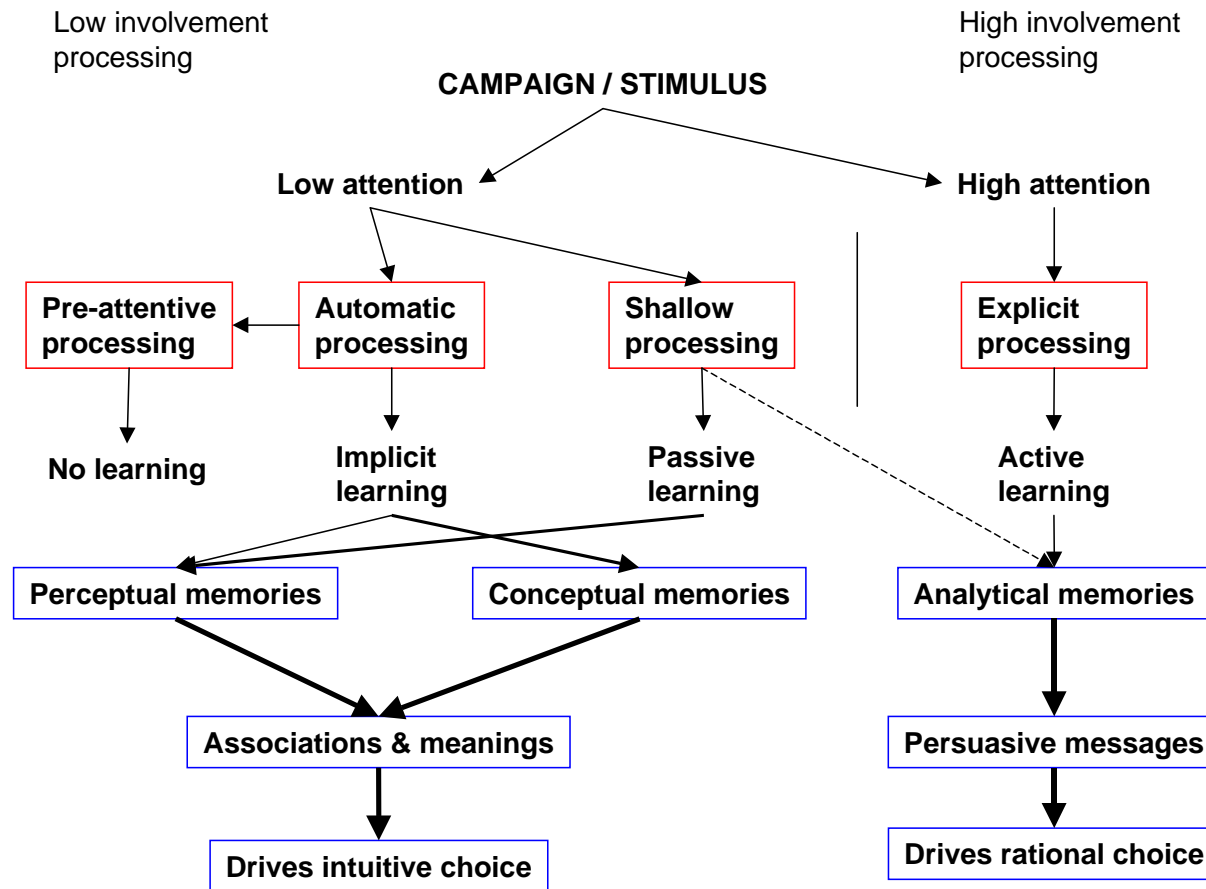 Low involvement
processing
High involvement
processing
CAMPAIGN / STIMULUS
Low attention
High attention
Pre-attentive
processing
Automatic
processing
Shallow
processing
Explicit
processing
No learning
Implicit
learning
Passive
learning
Active
learning
Perceptual memories
Conceptual memories
Analytical memories
Associations & meanings
Persuasive messages
Drives intuitive choice
Drives rational choice